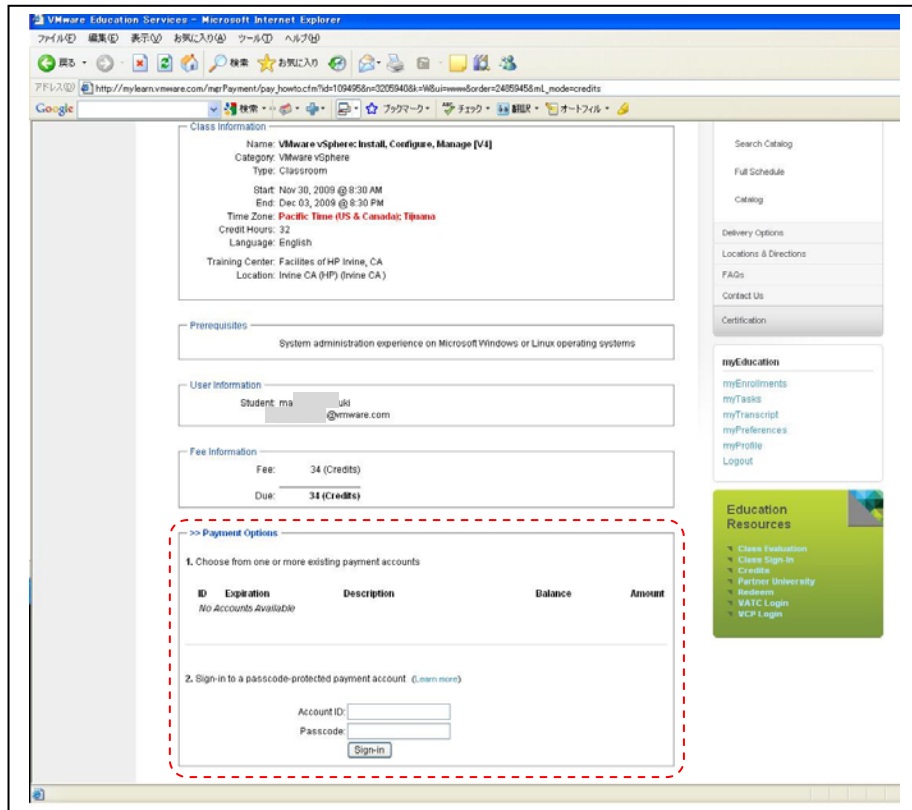 VMware Education Services - Microsoft Internet Explorer
ファイル(F) 編集(E) 表示(V) お気に入り(A) ツール(T) ヘルプ(H)
戻る 検索 お気に入り
アドレス(D) http://mylearn.vmware.com/mgrPayment/pay_howto.cfm?id=109495&n=3205940&k=W&ui=www&order=2485945&mL_mode=credits
Google 検索 ブックマーク チェック 翻訳 オートフィル
Class Information
Name: VMware vSphere: Install, Configure, Manage [V4]
Category: VMware vSphere
Type: Classroom
Start: Nov 30, 2009 @ 8:30 AM
End: Dec 03, 2009 @ 8:30 PM
Time Zone: Pacific Time (US & Canada); Tijuana
Credit Hours: 32
Language: English
Training Center: Facilites of HP Irvine, CA
Location: Irvine CA (HP) (Irvine CA )
Prerequisites
System administration experience on Microsoft Windows or Linux operating systems
User Information
Student: ma uki
@vmware.com
Fee Information
Fee: 34 (Credits)
Due: 34 (Credits)
>> Payment Options
1. Choose from one or more existing payment accounts
ID Expiration Description Balance Amount
No Accounts Available
2. Sign-in to a passcode-protected payment account (Learn more)
Account ID:
Passcode:
Sign-in
Search Catalog
Full Schedule
Catalog
Delivery Options
Locations & Directions
FAQs
Contact Us
Certification
myEducation
myEnrollments
myTasks
myTranscript
myPreferences
myProfile
Logout
Education
Resources
Class Evaluation
Class Sign-In
Credits
Partner University
Redeem
VATC Login
VCP Login